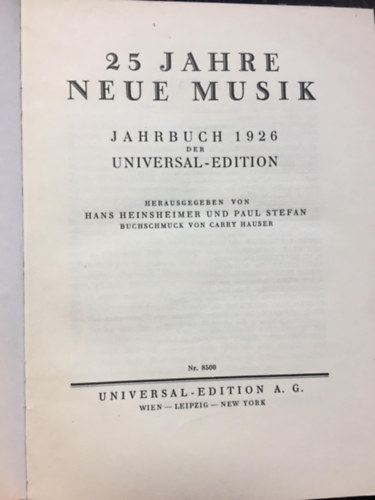 25 JAHRE
NEUE MUSIK
JAHRBUCH 1926
DER
UNIVERSAL-EDITION
HERAUSGEGEBEN VON
HANS HEINSHEIMER UND PAUL STEFAN
BUCHSCHMUCK VON CARRY HAUSER
Nr. 8500
UNIVERSAL-EDITION A. G.
WIEN — LEIPZIG — NEW YORK